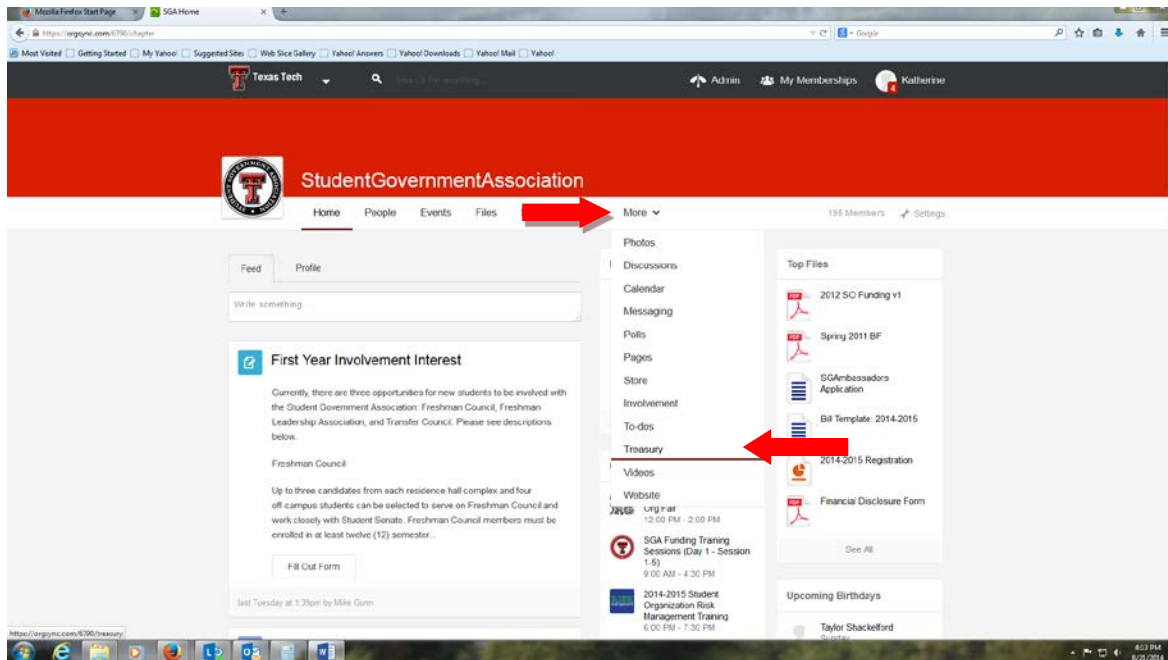 Mozilla Firefox Start Page
SGA Home
https://orgsync.com/6790/chapter
Google
Most Visited Getting Started My Yahoo! Suggested Sites Web Slice Gallery Yahoo! Answers Yahoo! Downloads Yahoo! Mail Yahoo!
Texas Tech
Search for anything
Admin
My Memberships
4
Katherine
StudentGovernmentAssociation
Home People Events Files
More
195 Members
Settings
Photos
Discussions
Calendar
Messaging
Polls
Pages
Store
Involvement
To-dos
Treasury
Videos
Website
Feed Profile
Write something
First Year Involvement Interest
Currently, there are three opportunities for new students to be involved with
the Student Government Association: Freshman Council, Freshman
Leadership Association, and Transfer Council. Please see descriptions
below.
Freshman Council
Up to three candidates from each residence hall complex and four
off-campus students can be selected to serve on Freshman Council and
work closely with Student Senate. Freshman Council members must be
enrolled in at least twelve (12) semester...
Fill Out Form
last Tuesday at 1:39pm by Mike Gunn
Org Fair
12:00 PM - 2:00 PM
SGA Funding Training
Sessions (Day 1 - Session
1-5)
9:00 AM - 4:30 PM
2014-2015 Student
Organization Risk
Management Training
6:00 PM - 7:30 PM
Top Files
2012 SO Funding v1
Spring 2011 BF
SGAmbassadors
Application
Bill Template: 2014-2015
2014-2015 Registration
Financial Disclosure Form
See All
Upcoming Birthdays
Taylor Shackelford
Sunday
https://orgsync.com/6790/treasury
4:53 PM
8/21/2014